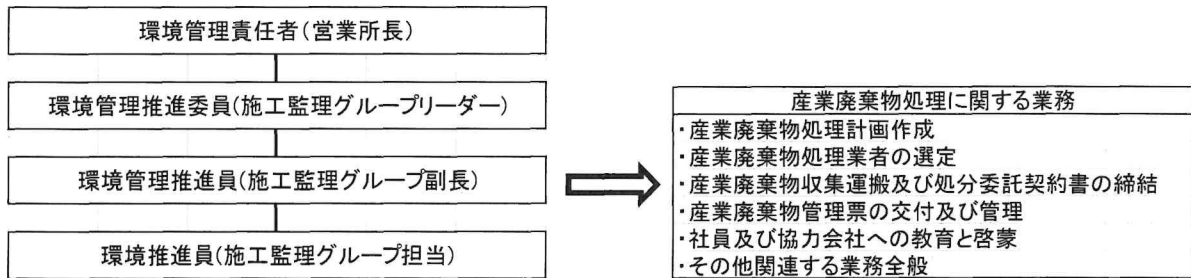 環境管理責任者(営業所長)
環境管理推進委員(施工監理グループリーダー)
環境管理推進員(施工監理グループ副長)
環境推進員(施工監理グループ担当)
産業廃棄物処理に関する業務
・産業廃棄物処理計画作成
・産業廃棄物処理業者の選定
・産業廃棄物収集運搬及び処分委託契約書の締結
・産業廃棄物管理票の交付及び管理
・社員及び協力会社への教育と啓蒙
・その他関連する業務全般